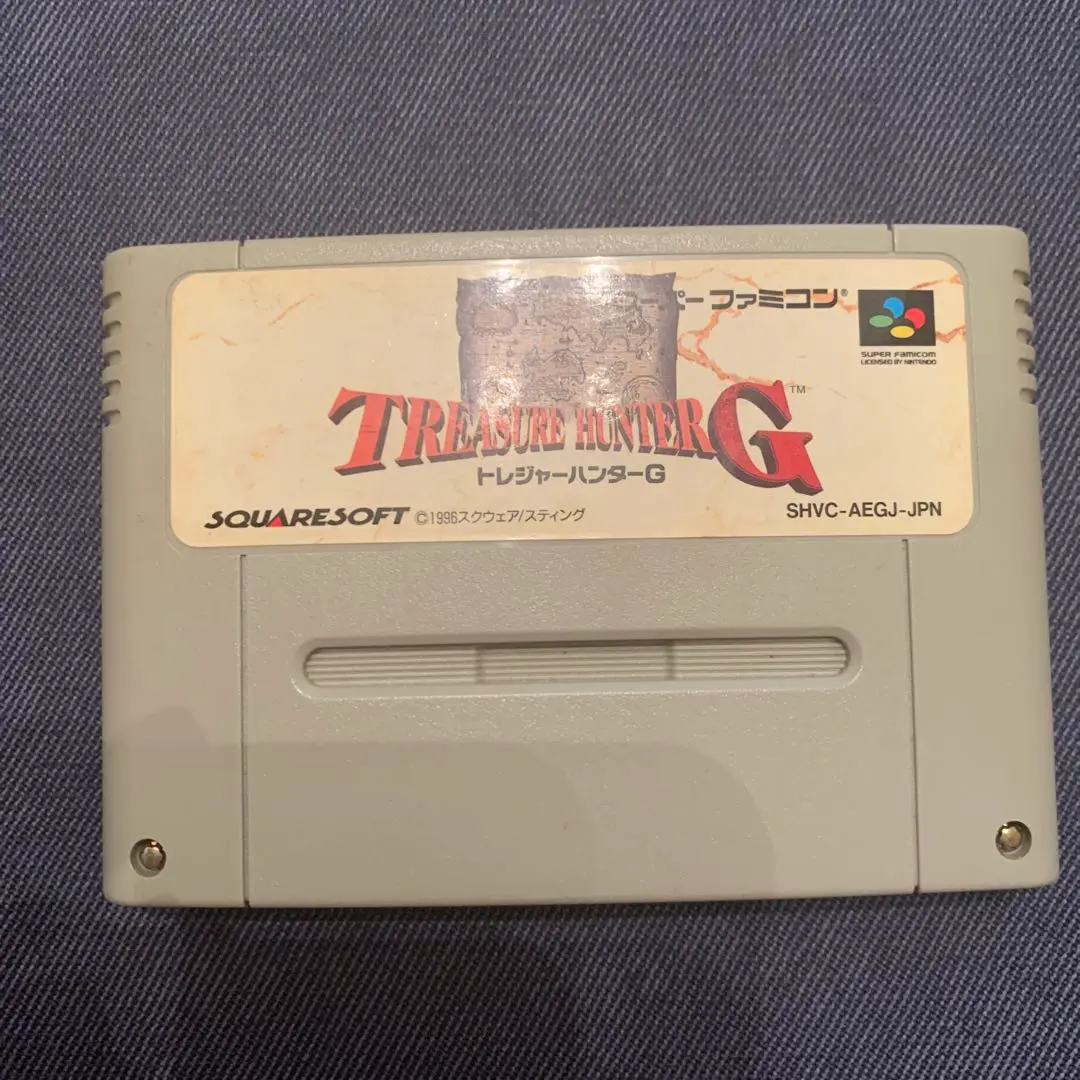 スーパーファミコン®
SUPER FAMICOM
LICENSED BY NINTENDO
TREASURE HUNTER G™
トレジャーハンターG
SQUARESOFT ©1996スクウェア/スティング
SHVC-AEGJ-JPN